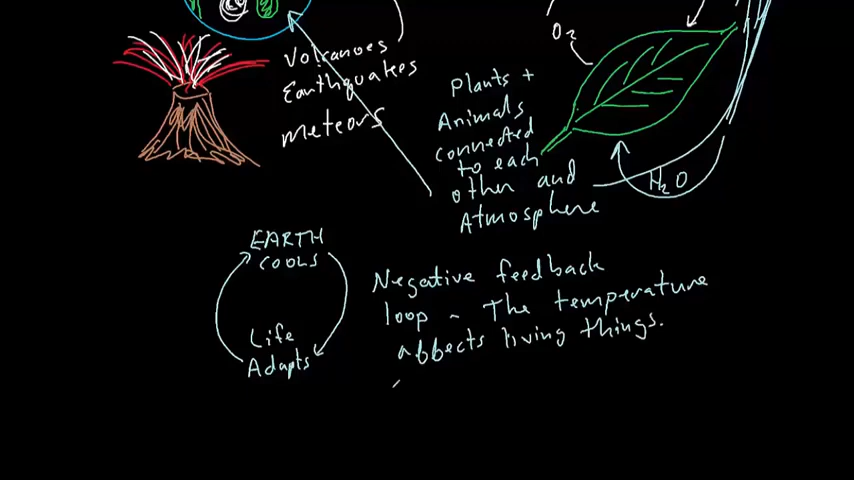 Volcanoes
Earthquakes
meteors
O2
Plants +
Animals
connected
to each
other and
Atmosphere
H2O
EARTH
COOLS
Life
Adapts
Negative feedback
loop - The temperature
affects living things.